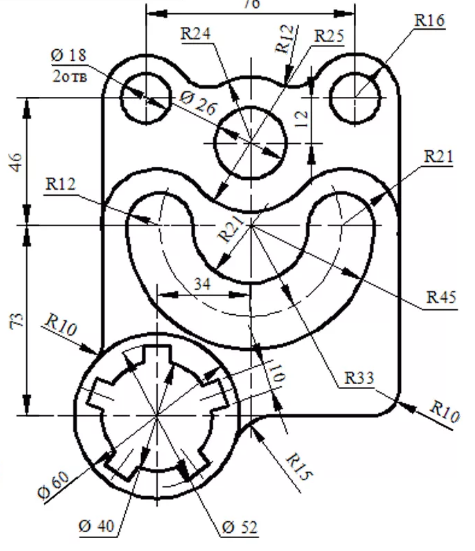 76
R24
R12
R25
R16
Ø 18
2отв
Ø 26
12
46
R21
R12
R21
34
R45
73
R10
10
R33
R10
R15
Ø 60
Ø 40
Ø 52